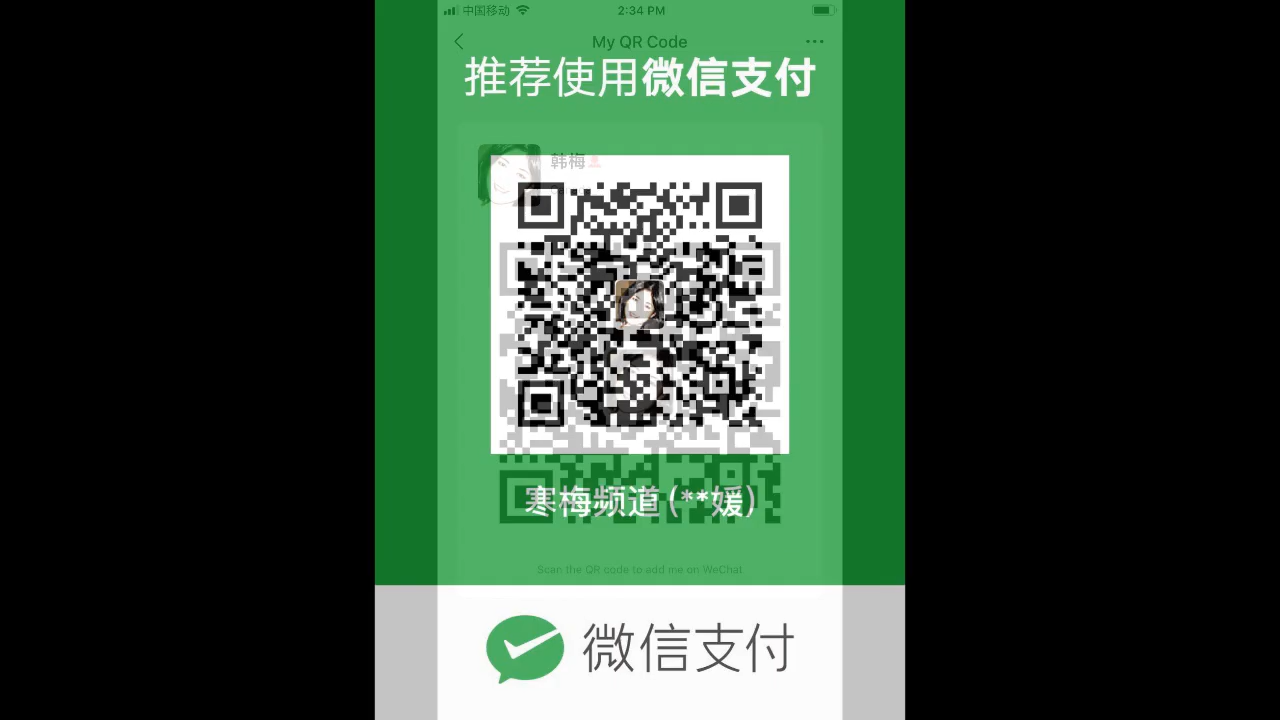 中国移动
2:34 PM
My QR Code
推荐使用微信支付
韩梅
寒梅频道(**媛)
Scan the QR code to add me on WeChat
微信支付